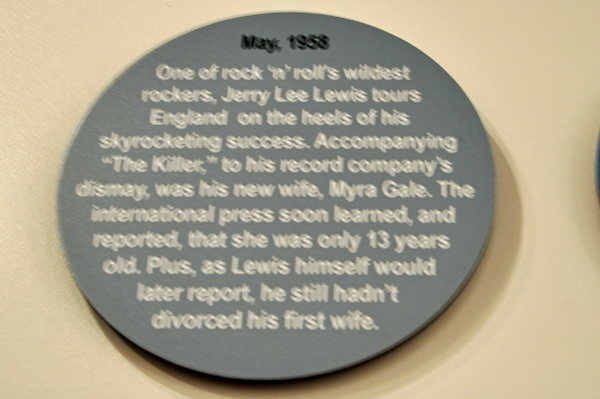 May, 1958
One of rock 'n' roll's wildest
rockers, Jerry Lee Lewis tours
England on the heels of his
skyrocketing success. Accompanying
"The Killer," to his record company's
dismay, was his new wife, Myra Gale. The
international press soon learned, and
reported, that she was only 13 years
old. Plus, as Lewis himself would
later report, he still hadn't
divorced his first wife.